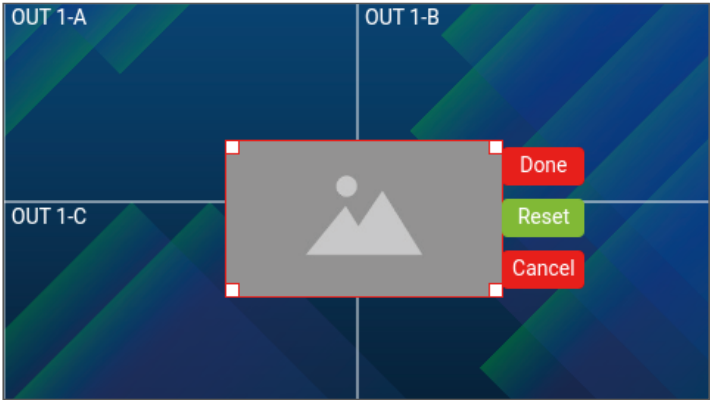 OUT 1-A
OUT 1-B
Done
OUT 1-C
Reset
Cancel